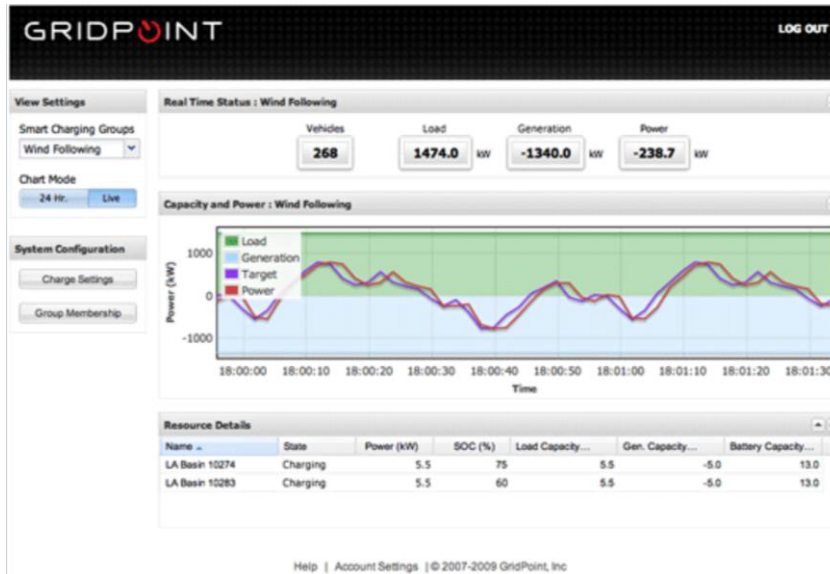 GRIDPOINT
LOG OUT
View Settings
Smart Charging Groups
Wind Following
Chart Mode
24 Hr. Live
System Configuration
Charge Settings
Group Membership
Real Time Status : Wind Following
Vehicles Load Generation Power
268 1474.0 kW -1340.0 kW -238.7 kW
Capacity and Power : Wind Following
Load
Generation
Target
Power
Power (kW)
1000
0
-1000
18:00:00 18:00:10 18:00:20 18:00:30 18:00:40 18:00:50 18:01:00 18:01:10 18:01:20 18:01:30
Time
Resource Details
Name State Power (kW) SOC (%) Load Capacity... Gen. Capacity... Battery Capacity...
LA Basin 10274 Charging 5.5 75 5.5 -5.0 13.0
LA Basin 10283 Charging 5.5 60 5.5 -5.0 13.0
Help | Account Settings | © 2007-2009 GridPoint, Inc